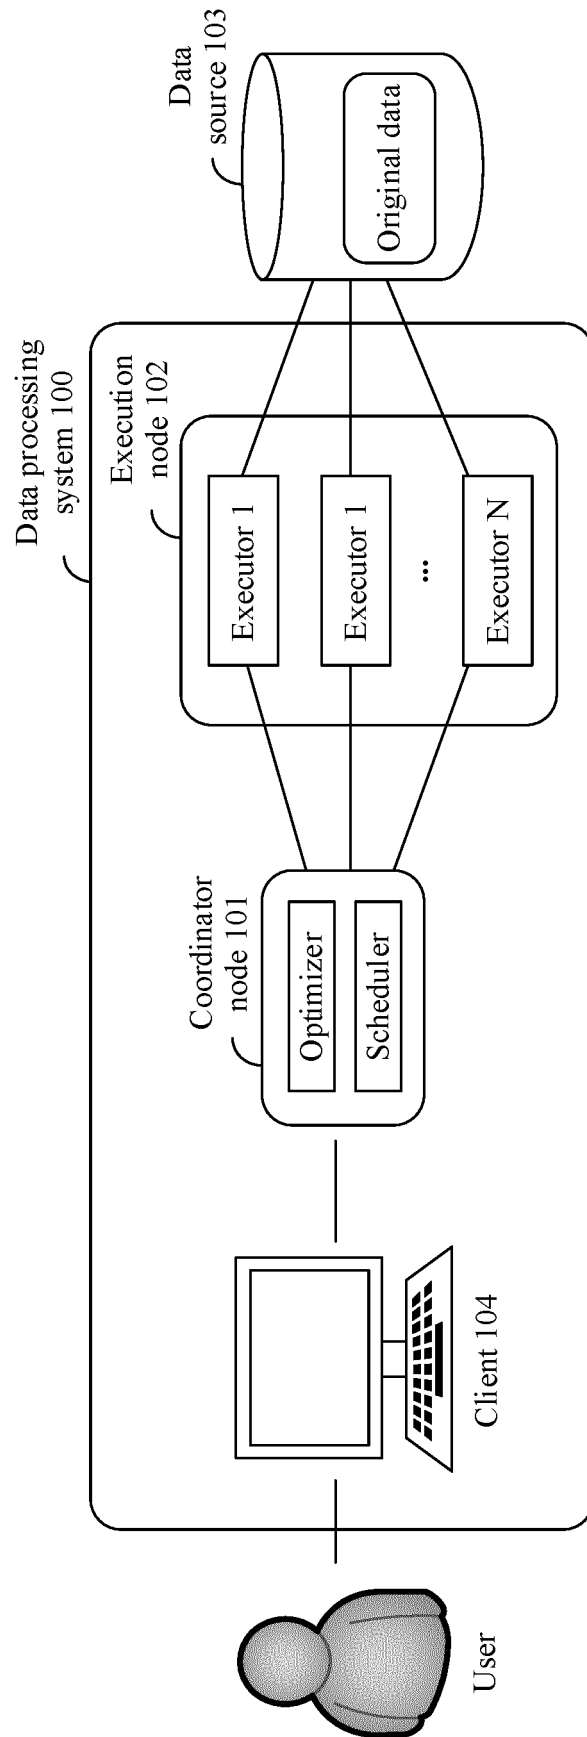 Data processing
system 100
User
Client 104
Coordinator
node 101
Optimizer
Scheduler
Execution
node 102
Executor 1
Executor 1
...
Executor N
Data
source 103
Original data